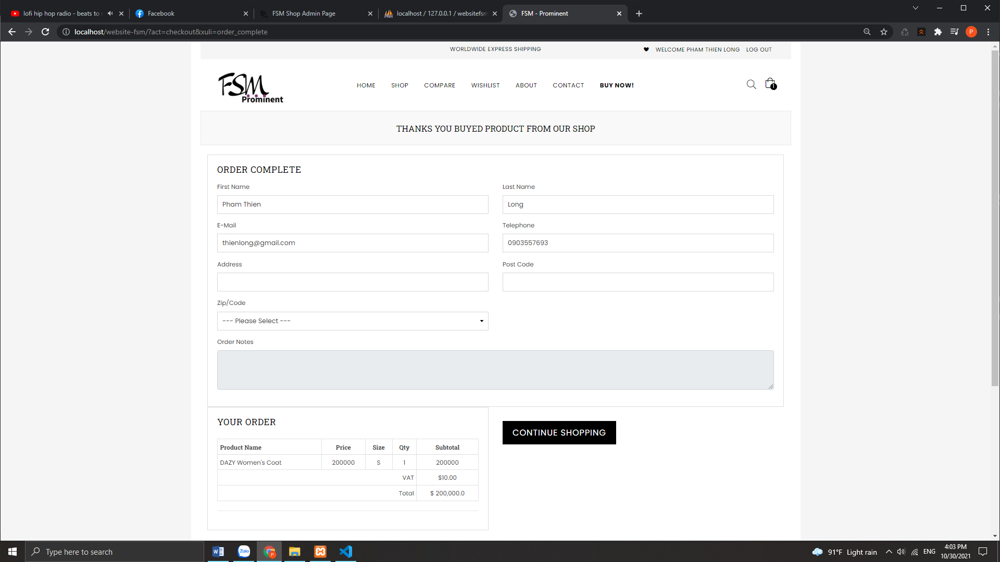 lofi hip hop radio - beats to
Facebook
FSM Shop Admin Page
localhost / 127.0.0.1 / websitefsm
FSM - Prominent
localhost/website-fsm/?act=checkout&xuli=order_complete
P
WORLDWIDE EXPRESS SHIPPING
WELCOME PHAM THIEN LONG
LOG OUT
FSM
Prominent
HOME
SHOP
COMPARE
WISHLIST
ABOUT
CONTACT
BUY NOW!
1
THANKS YOU BUYED PRODUCT FROM OUR SHOP
ORDER COMPLETE
First Name
Last Name
Pham Thien
Long
E-Mail
Telephone
thienlong@gmail.com
0903557693
Address
Post Code
Zip/Code
--- Please Select ---
Order Notes
YOUR ORDER
CONTINUE SHOPPING
Product Name Price Size Qty Subtotal
DAZY Women's Coat 200000 S 1 200000
VAT $10.00
Total $ 200,000.0
Type here to search
Zalo
P
91°F Light rain
ENG
4:03 PM
10/30/2021